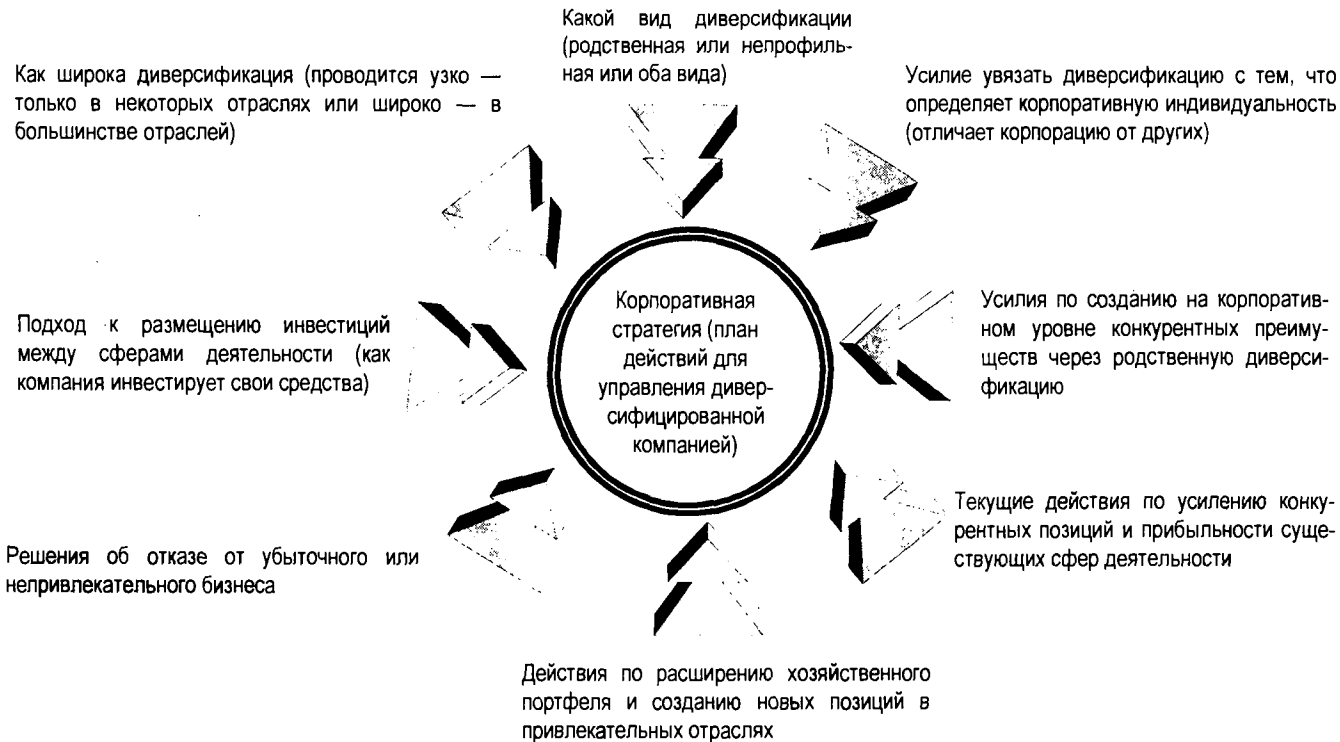 Какой вид диверсификации
(родственная или непрофиль-
ная или оба вида)
Как широка диверсификация (проводится узко —
только в некоторых отраслях или широко — в
большинстве отраслей)
Усилие увязать диверсификацию с тем, что
определяет корпоративную индивидуальность
(отличает корпорацию от других)
Подход к размещению инвестиций
между сферами деятельности (как
компания инвестирует свои средства)
Корпоративная
стратегия (план
действий для
управления дивер-
сифицированной
компанией)
Усилия по созданию на корпоратив-
ном уровне конкурентных преиму-
ществ через родственную диверси-
фикацию
Решения об отказе от убыточного или
непривлекательного бизнеса
Текущие действия по усилению конку-
рентных позиций и прибыльности суще-
ствующих сфер деятельности
Действия по расширению хозяйственного
портфеля и созданию новых позиций в
привлекательных отраслях